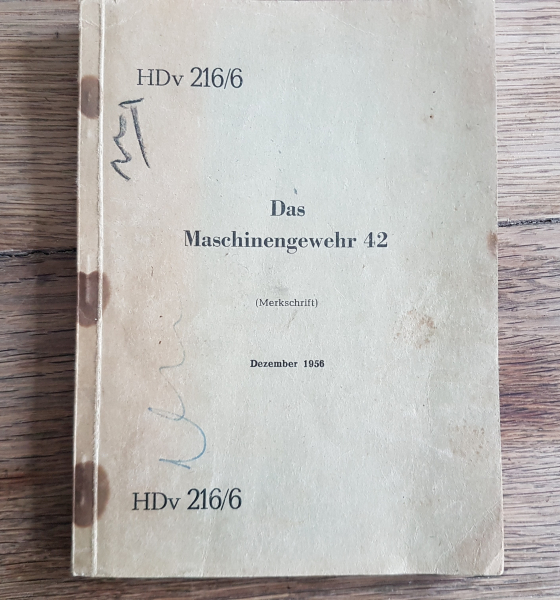 HDv 216/6
Das
Maschinengewehr 42
(Merkschrift)
Dezember 1956
HDv 216/6